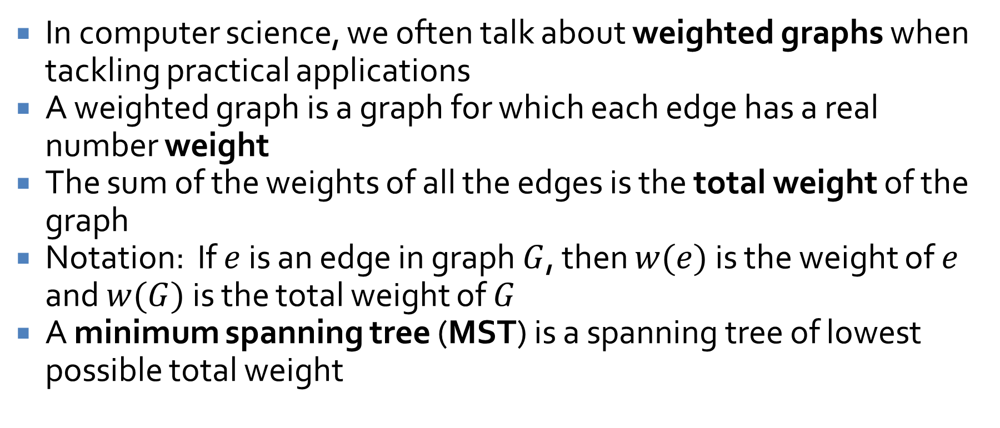 In computer science, we often talk about weighted graphs when
tackling practical applications
A weighted graph is a graph for which each edge has a real
number weight
The sum of the weights of all the edges is the total weight of the
graph
Notation: If e is an edge in graph G, then w(e) is the weight of e
and w(G) is the total weight of G
A minimum spanning tree (MST) is a spanning tree of lowest
possible total weight